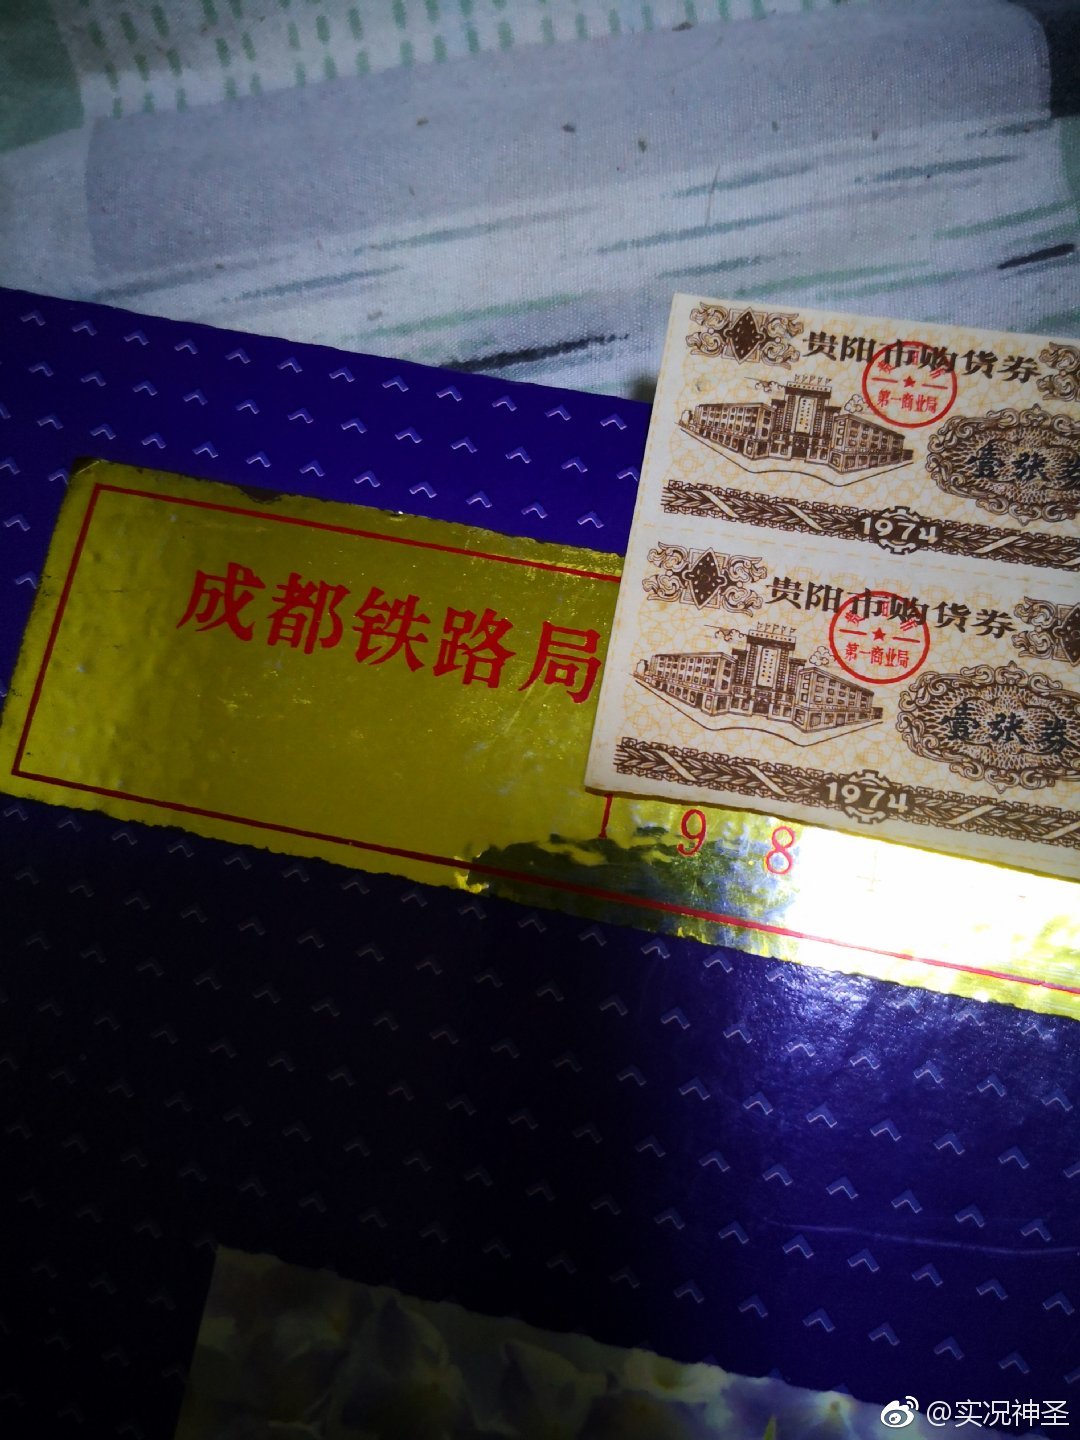 贵阳市购货券
第一商业局
壹张券
1974
贵阳市购货券
第一商业局
壹张券
1974
成都铁路局
198
@实况神圣